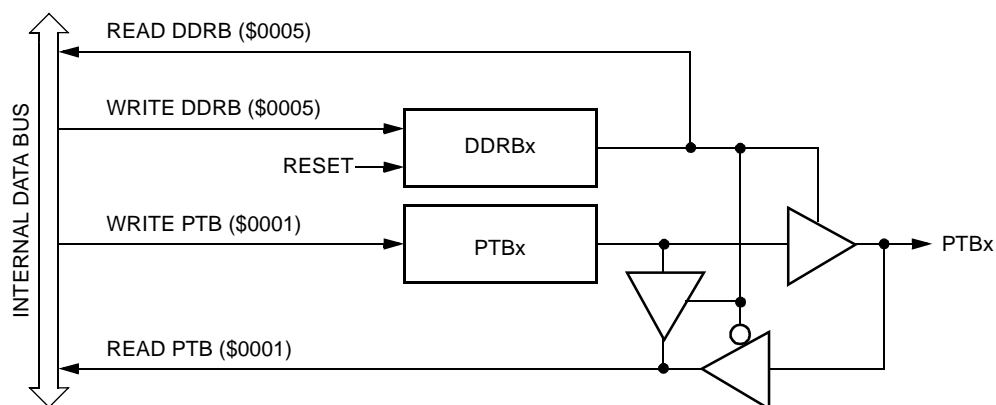 READ DDRB ($0005)
WRITE DDRB ($0005)
DDRBx
RESET
WRITE PTB ($0001)
PTBx
PTBx
READ PTB ($0001)
INTERNAL DATA BUS